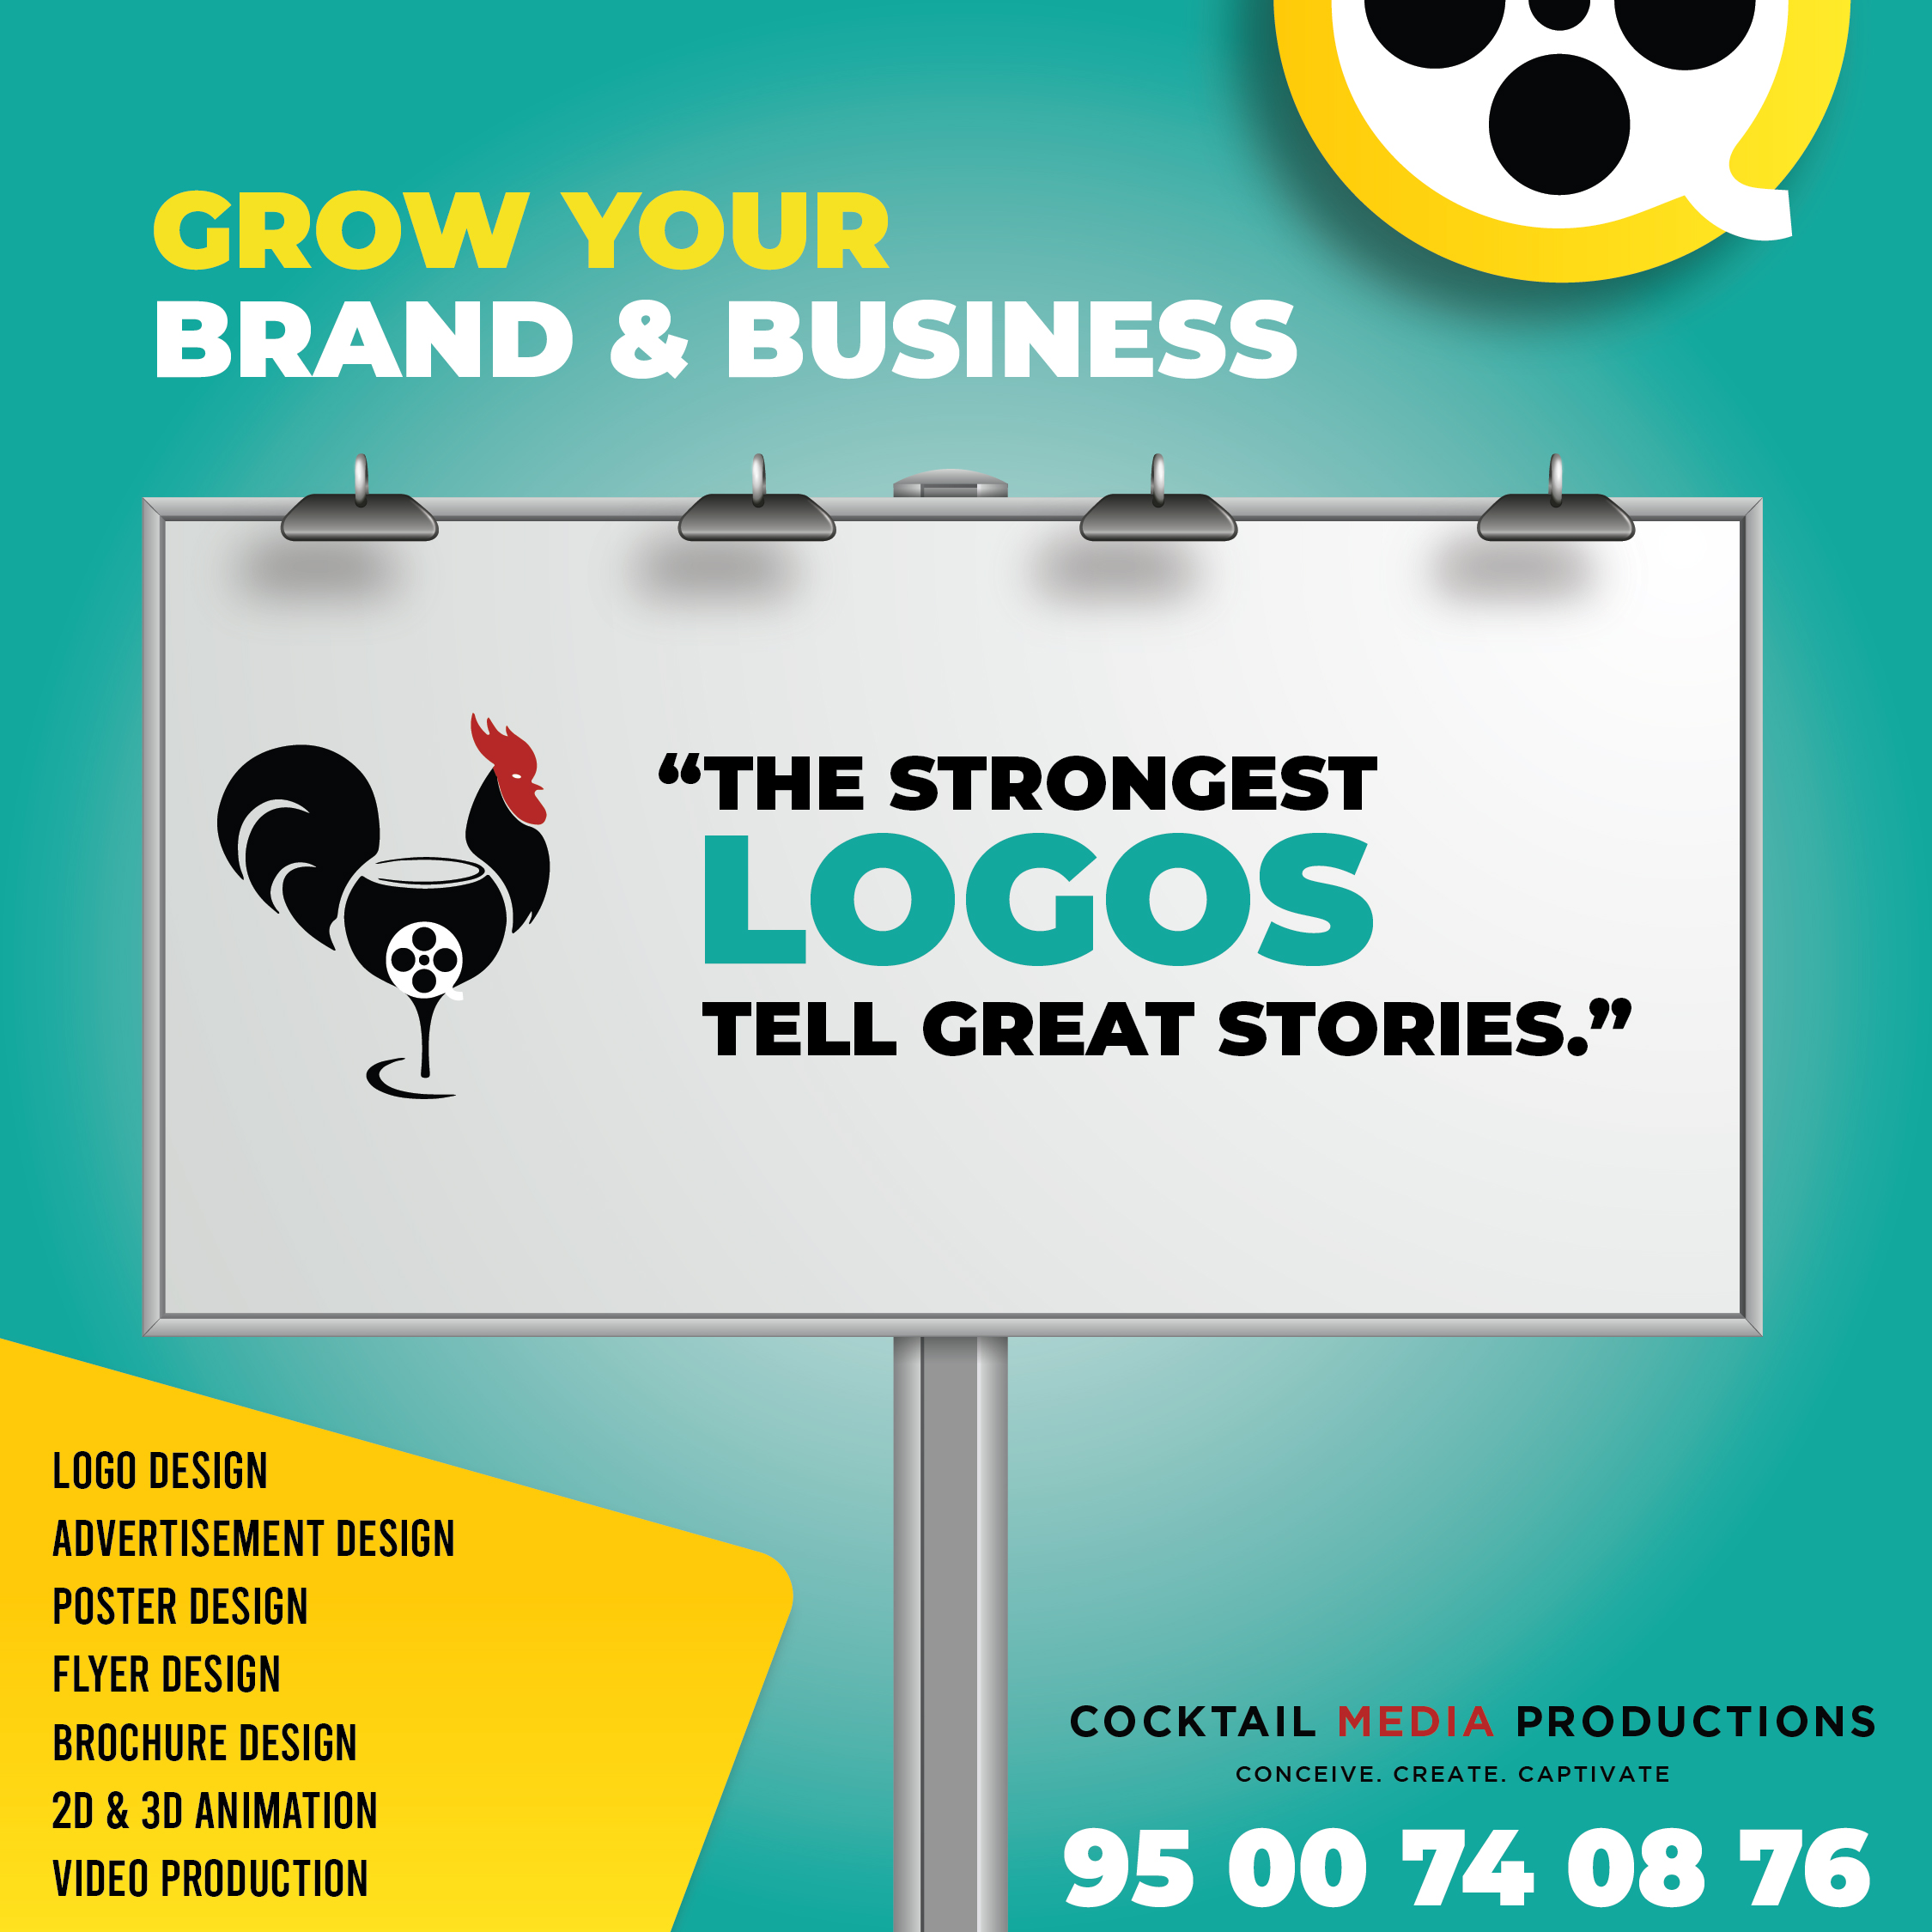 GROW YOUR
BRAND & BUSINESS
“THE STRONGEST
LOGOS
TELL GREAT STORIES.”
LOGO DESIGN
ADVERTISEMENT DESIGN
POSTER DESIGN
FLYER DESIGN
BROCHURE DESIGN
2D & 3D ANIMATION
VIDEO PRODUCTION
COCKTAIL MEDIA PRODUCTIONS
CONCEIVE. CREATE. CAPTIVATE
95 00 74 08 76